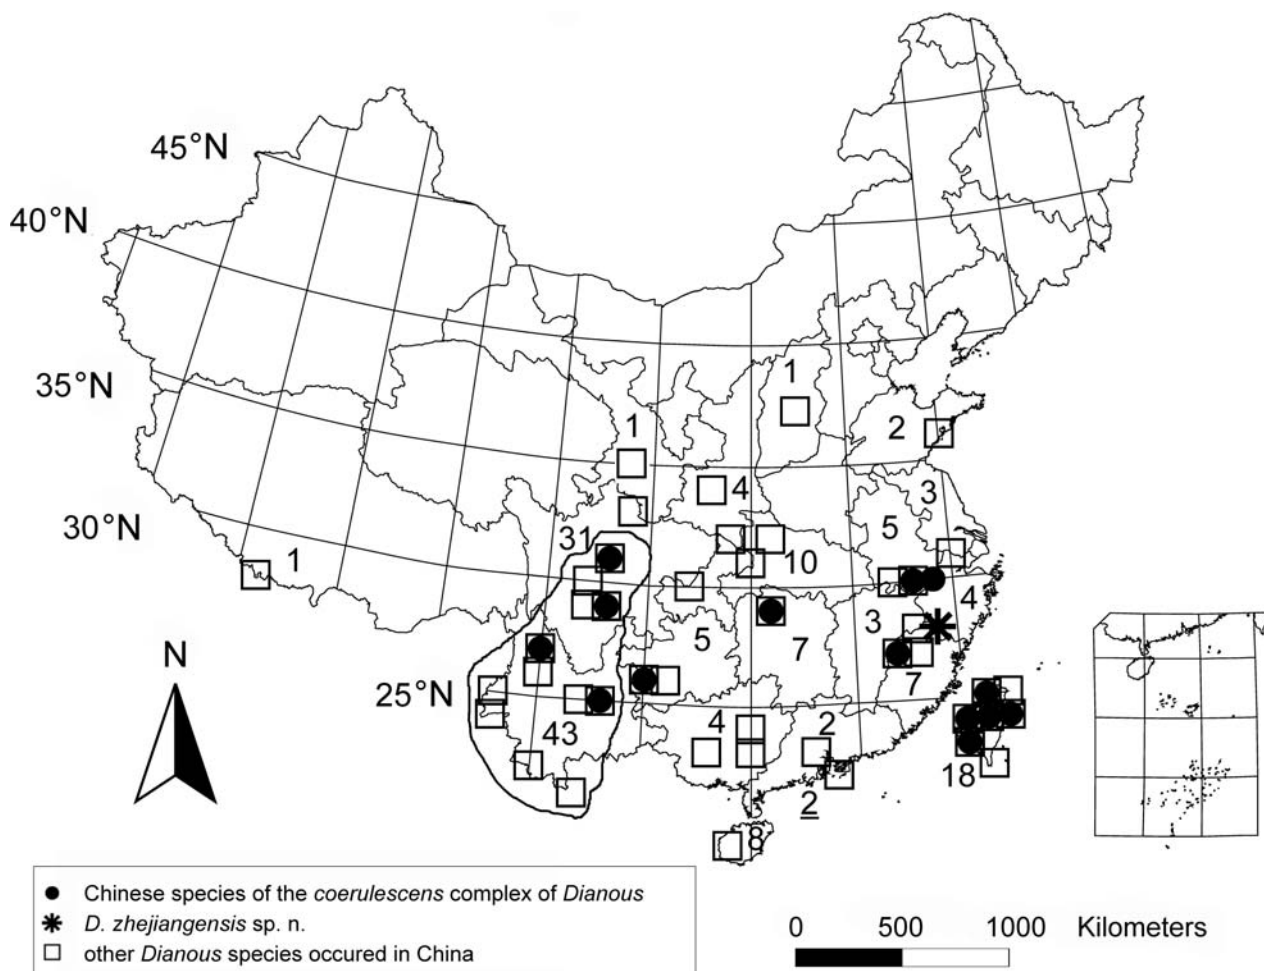 45°N
40°N
35°N
30°N
25°N
N
1
2
1
4
3
5
31
10
1
4
3
5
7
7
43
4
2
18
2
8
● Chinese species of the coerulescens complex of Dianous
✱ D. zhejiangensis sp. n.
□ other Dianous species occured in China
0 500 1000 Kilometers